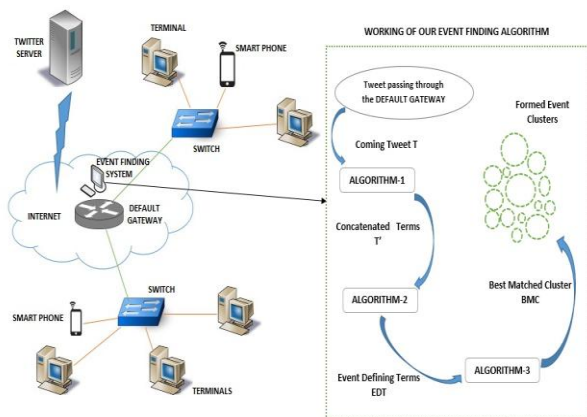 TWITTER
SERVER
TERMINAL
SMART PHONE
SWITCH
EVENT FINDING
SYSTEM
INTERNET
DEFAULT
GATEWAY
SWITCH
SMART PHONE
TERMINALS
WORKING OF OUR EVENT FINDING ALGORITHM
Tweet passing through
the DEFAULT GATEWAY
Coming Tweet T
ALGORITHM-1
Concatenated Terms
T'
ALGORITHM-2
Event Defining Terms
EDT
ALGORITHM-3
Best Matched Cluster
BMC
Formed Event
Clusters